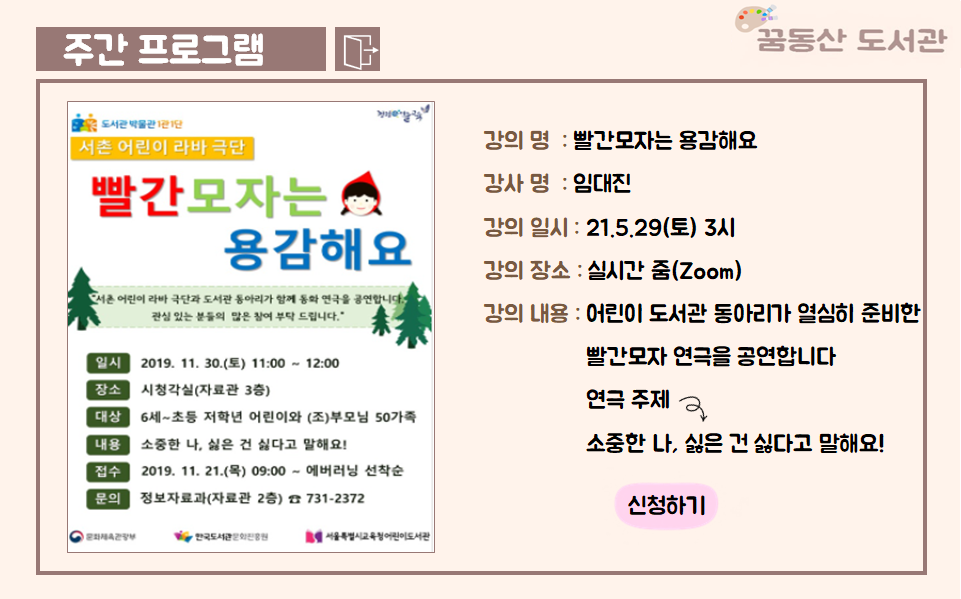 꿈동산 도서관
주간 프로그램
도서관 박물관 1관1단
서촌 어린이 라바 극단
빨간모자는
용감해요
"서촌 어린이 라바 극단과 도서관 동아리가 함께 동화 연극을 공연합니다.
관심 있는 분들의 많은 참여 부탁 드립니다."
일시 2019. 11. 30.(토) 11:00 ~ 12:00
장소 시청각실(자료관 3층)
대상 6세~초등 저학년 어린이와 (조)부모님 50가족
내용 소중한 나, 싫은 건 싫다고 말해요!
접수 2019. 11. 21.(목) 09:00 ~ 에버러닝 선착순
문의 정보자료과(자료관 2층) ☎ 731-2372
문화체육관광부
한국도서관문화진흥원
서울특별시교육청어린이도서관
강의 명 : 빨간모자는 용감해요
강사 명 : 임대진
강의 일시 : 21.5.29(토) 3시
강의 장소 : 실시간 줌(Zoom)
강의 내용 : 어린이 도서관 동아리가 열심히 준비한
빨간모자 연극을 공연합니다
연극 주제
소중한 나, 싫은 건 싫다고 말해요!
신청하기